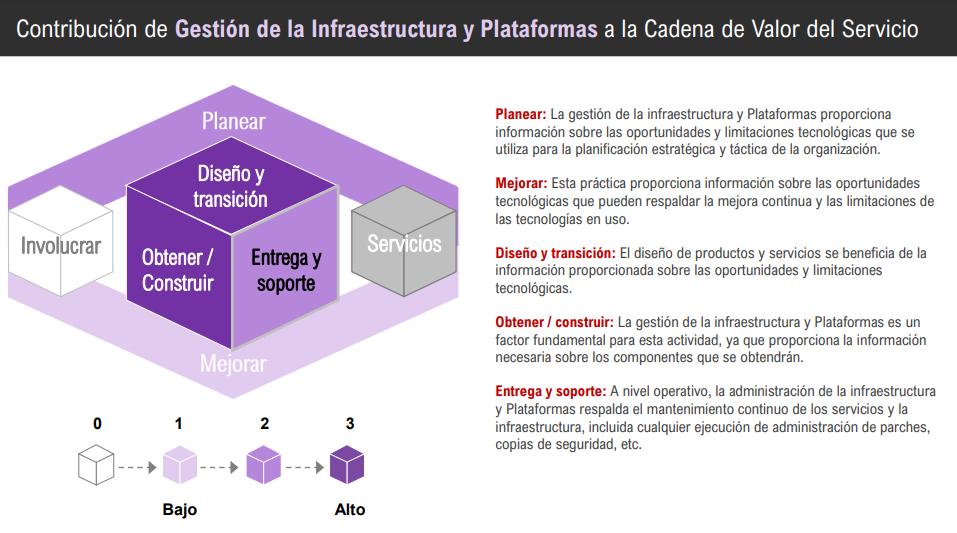 Contribución de Gestión de la Infraestructura y Plataformas a la Cadena de Valor del Servicio
Planear
Diseño y
transición
Involucrar
Obtener /
Construir
Entrega y
soporte
Servicios
Mejorar
0 1 2 3
Bajo Alto
Planear: La gestión de la infraestructura y Plataformas proporciona
información sobre las oportunidades y limitaciones tecnológicas que se
utiliza para la planificación estratégica y táctica de la organización.
Mejorar: Esta práctica proporciona información sobre las oportunidades
tecnológicas que pueden respaldar la mejora continua y las limitaciones de
las tecnologías en uso.
Diseño y transición: El diseño de productos y servicios se beneficia de la
información proporcionada sobre las oportunidades y limitaciones
tecnológicas.
Obtener / construir: La gestión de la infraestructura y Plataformas es un
factor fundamental para esta actividad, ya que proporciona la información
necesaria sobre los componentes que se obtendrán.
Entrega y soporte: A nivel operativo, la administración de la infraestructura
y Plataformas respalda el mantenimiento continuo de los servicios y la
infraestructura, incluida cualquier ejecución de administración de parches,
copias de seguridad, etc.